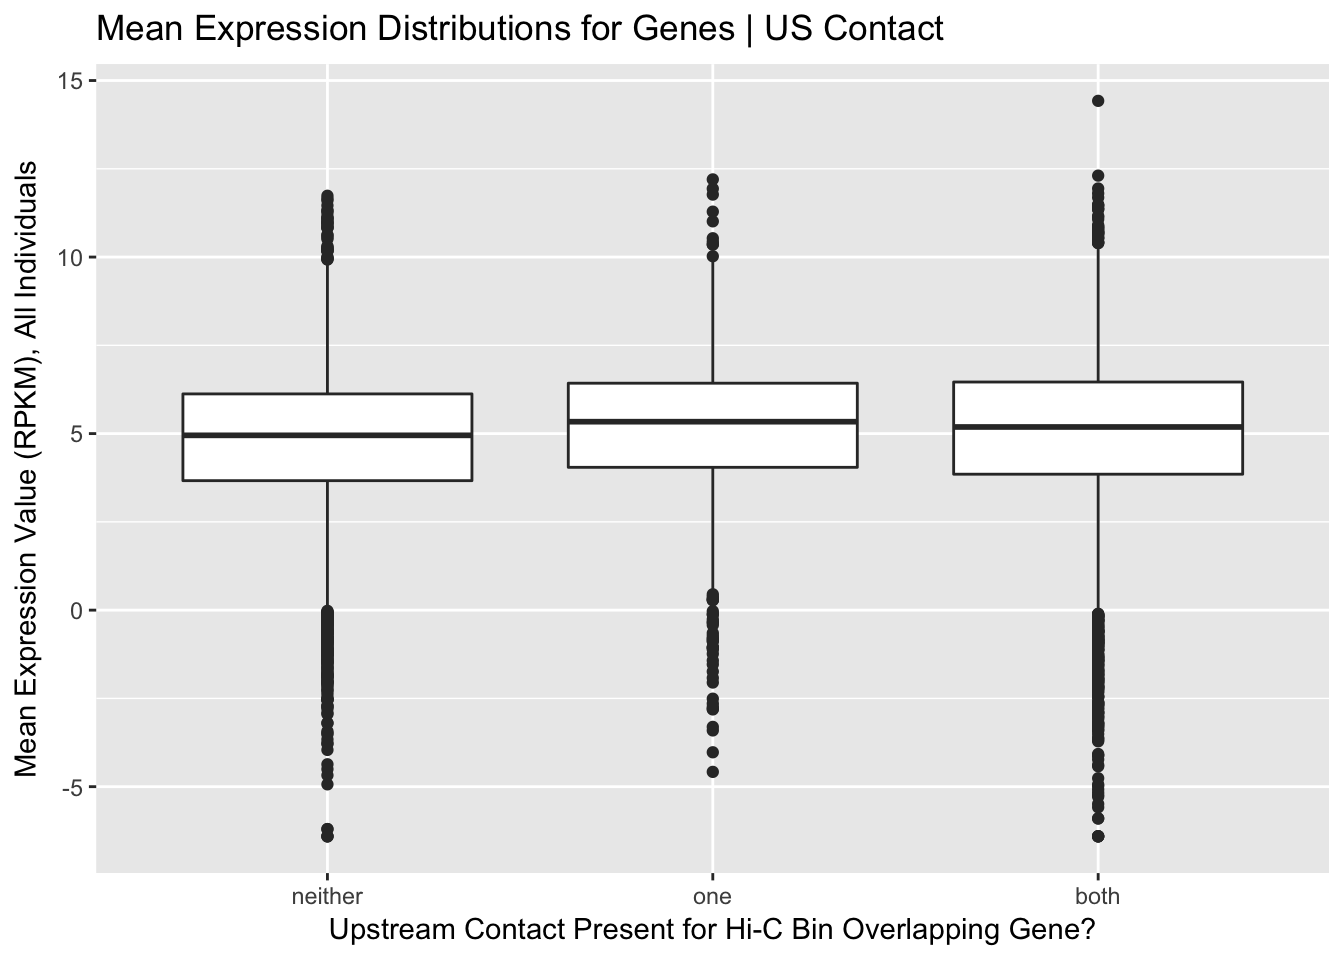 Mean Expression Distributions for Genes | US Contact
Mean Expression Value (RPKM), All Individuals
15
10
5
0
-5
neither
one
both
Upstream Contact Present for Hi-C Bin Overlapping Gene?